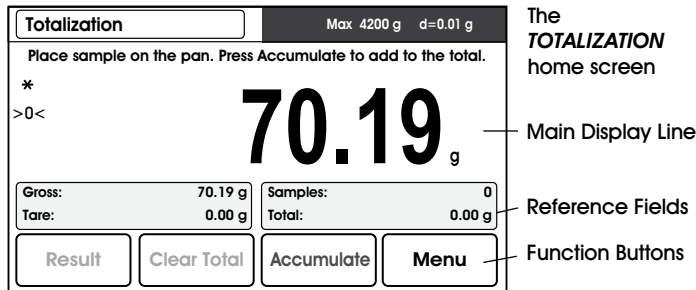 Totalization
Max 4200 g d=0.01 g
Place sample on the pan. Press Accumulate to add to the total.
*
>0<
70.19 g
Gross: 70.19 g
Tare: 0.00 g
Samples: 0
Total: 0.00 g
Result
Clear Total
Accumulate
Menu
The
TOTALIZATION
home screen
Main Display Line
Reference Fields
Function Buttons